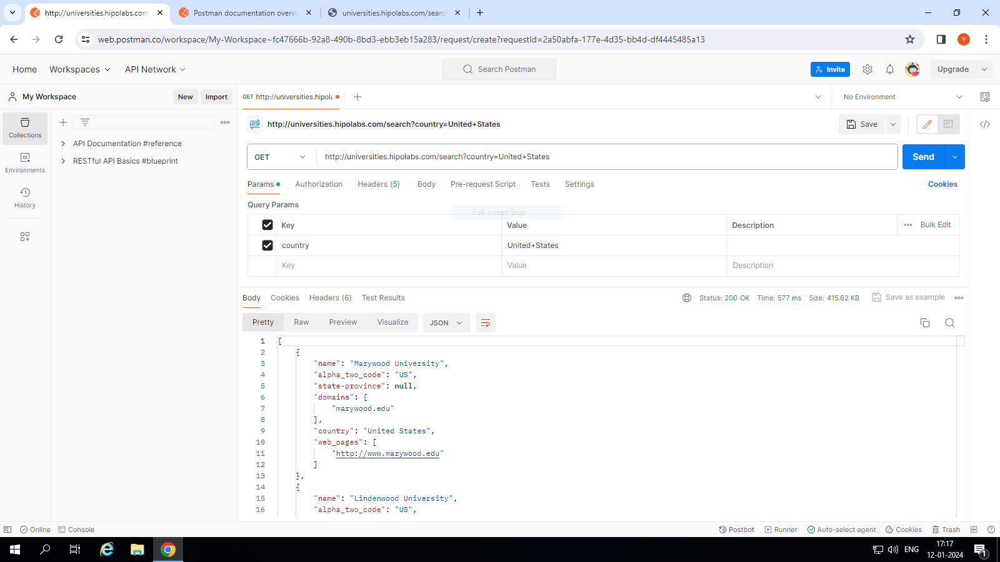 http://universities.hipolabs.com
Postman documentation overvi
universities.hipolabs.com/searc
web.postman.co/workspace/My-Workspace~fc47666b-92a8-490b-8bd3-ebb3eb15a283/request/create?requestId=2a50abfa-177e-4d35-bb4d-df4445485a13
Y
Home
Workspaces
API Network
Search Postman
Invite
Upgrade
My Workspace
New
Import
GET http://universities.hipola
No Environment
Collections
API Documentation #reference
RESTful API Basics #blueprint
Environments
History
HTTP
http://universities.hipolabs.com/search?country=United+States
Save
GET
http://universities.hipolabs.com/search?country=United+States
Send
Params
Authorization
Headers (5)
Body
Pre-request Script
Tests
Settings
Cookies
Query Params
Full-screen Snip
Key
Value
Description
Bulk Edit
country
United+States
Key
Value
Description
Body
Cookies
Headers (6)
Test Results
Status: 200 OK
Time: 577 ms
Size: 415.62 KB
Save as example
Pretty
Raw
Preview
Visualize
JSON
1 [
2 {
3 "name": "Marywood University",
4 "alpha_two_code": "US",
5 "state-province": null,
6 "domains": [
7 "marywood.edu"
8 ],
9 "country": "United States",
10 "web_pages": [
11 "http://www.marywood.edu"
12 ]
13 },
14 {
15 "name": "Lindenwood University",
16 "alpha_two_code": "US",
Online
Console
Postbot
Runner
Auto-select agent
Cookies
Trash
ENG
17:17
12-01-2024
1